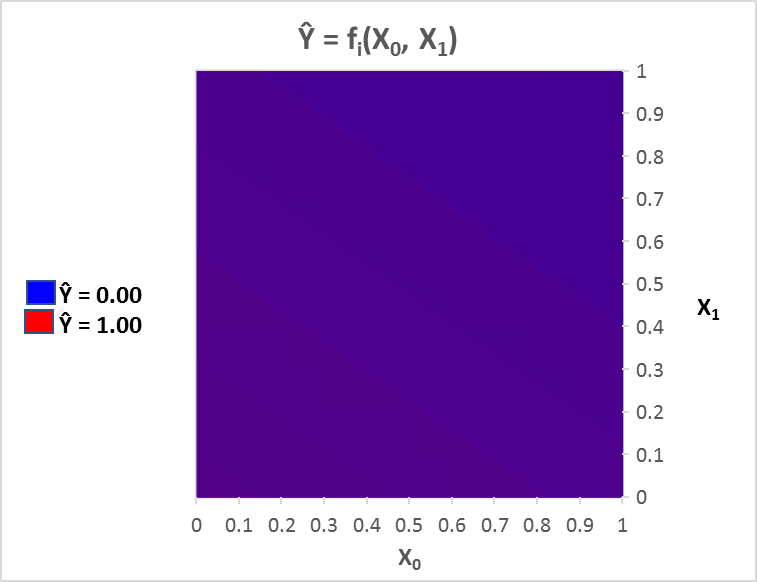 Ŷ = fᵢ(X₀, X₁)
1
0.9
0.8
0.7
0.6
0.5
0.4
0.3
0.2
0.1
0
Ŷ = 0.00
Ŷ = 1.00
X₁
0 0.1 0.2 0.3 0.4 0.5 0.6 0.7 0.8 0.9 1
X₀